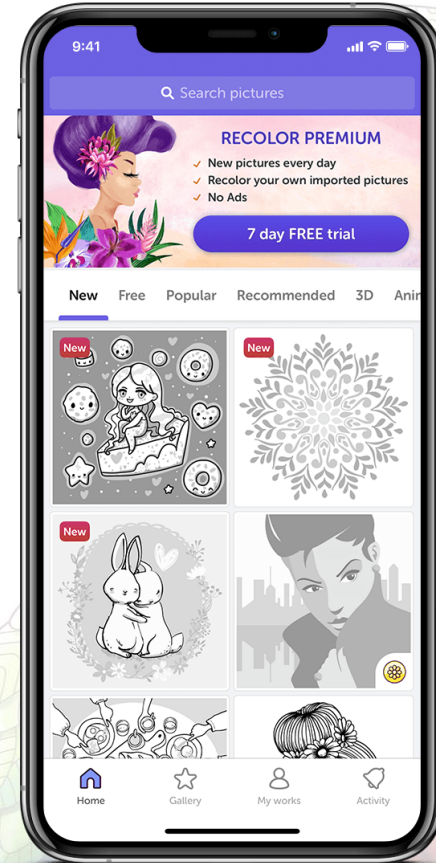 9:41
Search pictures
RECOLOR PREMIUM
✓ New pictures every day
✓ Recolor your own imported pictures
✓ No Ads
7 day FREE trial
New Free Popular Recommended 3D Anir
New
New
New
Home Gallery My works Activity